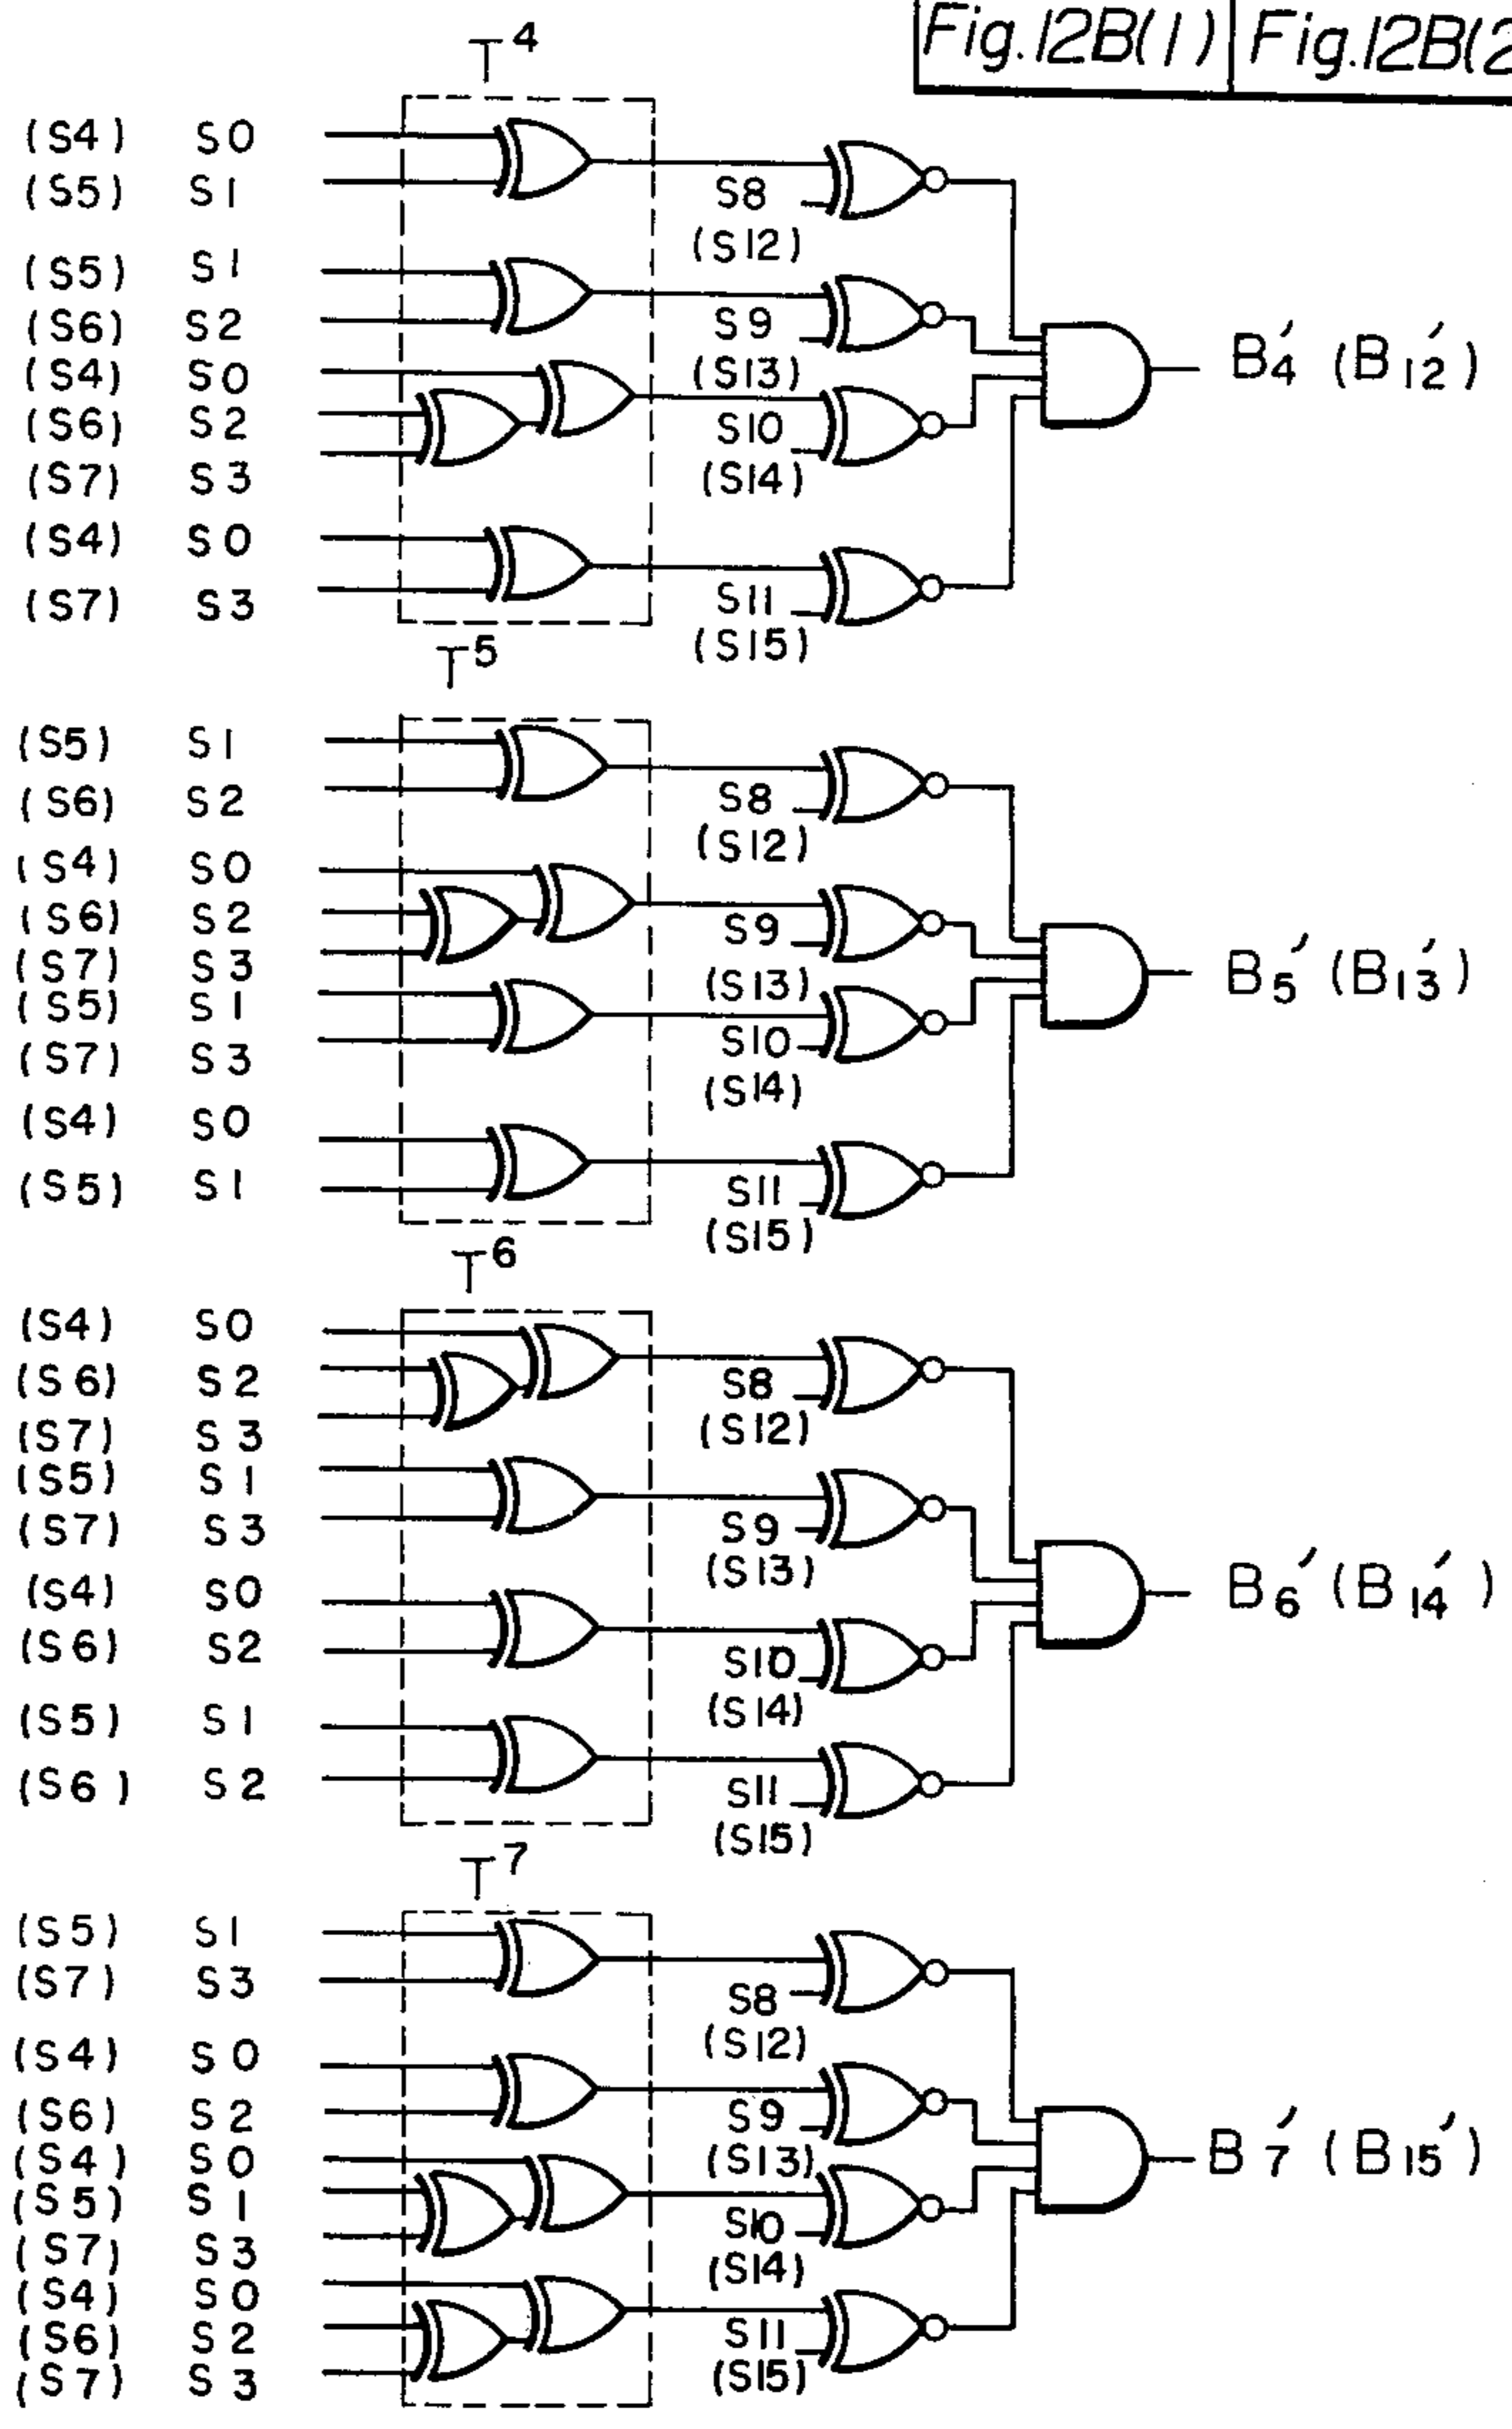 Fig.12B(1) Fig.12B(2
T4
(S4) S0
(S5) S1
S8
(S12)
(S5) S1
(S6) S2
S9
(S13)
(S4) S0
(S6) S2
(S7) S3
S10
(S14)
B4′ (B12′)
(S4) S0
(S7) S3
S11
(S15)
T5
(S5) S1
(S6) S2
S8
(S12)
(S4) S0
(S6) S2
(S7) S3
S9
(S13)
B5′ (B13′)
(S5) S1
(S7) S3
S10
(S14)
(S4) S0
(S5) S1
S11
(S15)
T6
(S4) S0
(S6) S2
(S7) S3
S8
(S12)
(S5) S1
(S7) S3
S9
(S13)
B6′ (B14′)
(S4) S0
(S6) S2
S10
(S14)
(S5) S1
(S6) S2
S11
(S15)
T7
(S5) S1
(S7) S3
S8
(S12)
(S4) S0
(S6) S2
S9
(S13)
B7′ (B15′)
(S4) S0
(S5) S1
(S7) S3
S10
(S14)
(S4) S0
(S6) S2
(S7) S3
S11
(S15)